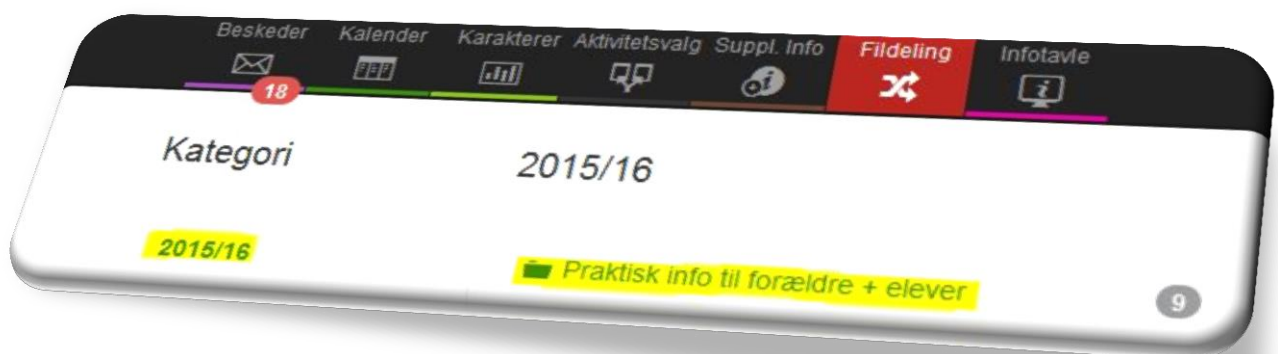 Beskeder Kalender Karakterer Aktivitetsvalg Suppl. Info Fildeling Infotavle
18
Kategori 2015/16
2015/16 Praktisk info til forældre + elever 9